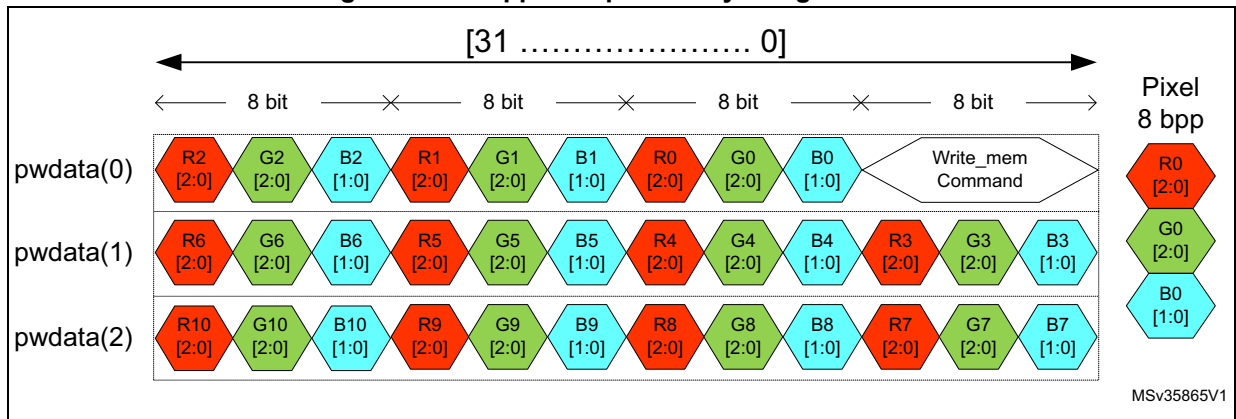 [31 ...................... 0]
8 bit 8 bit 8 bit 8 bit
Pixel
8 bpp
pwdata(0)
R2 G2 B2 R1 G1 B1 R0 G0 B0 Write_mem
[2:0] [2:0] [1:0] [2:0] [2:0] [1:0] [2:0] [2:0] [1:0] Command
pwdata(1)
R6 G6 B6 R5 G5 B5 R4 G4 B4 R3 G3 B3
[2:0] [2:0] [1:0] [2:0] [2:0] [1:0] [2:0] [2:0] [1:0] [2:0] [2:0] [1:0]
pwdata(2)
R10 G10 B10 R9 G9 B9 R8 G8 B8 R7 G7 B7
[2:0] [2:0] [1:0] [2:0] [2:0] [1:0] [2:0] [2:0] [1:0] [2:0] [2:0] [1:0]
R0
[2:0]
G0
[2:0]
B0
[1:0]
MSv35865V1